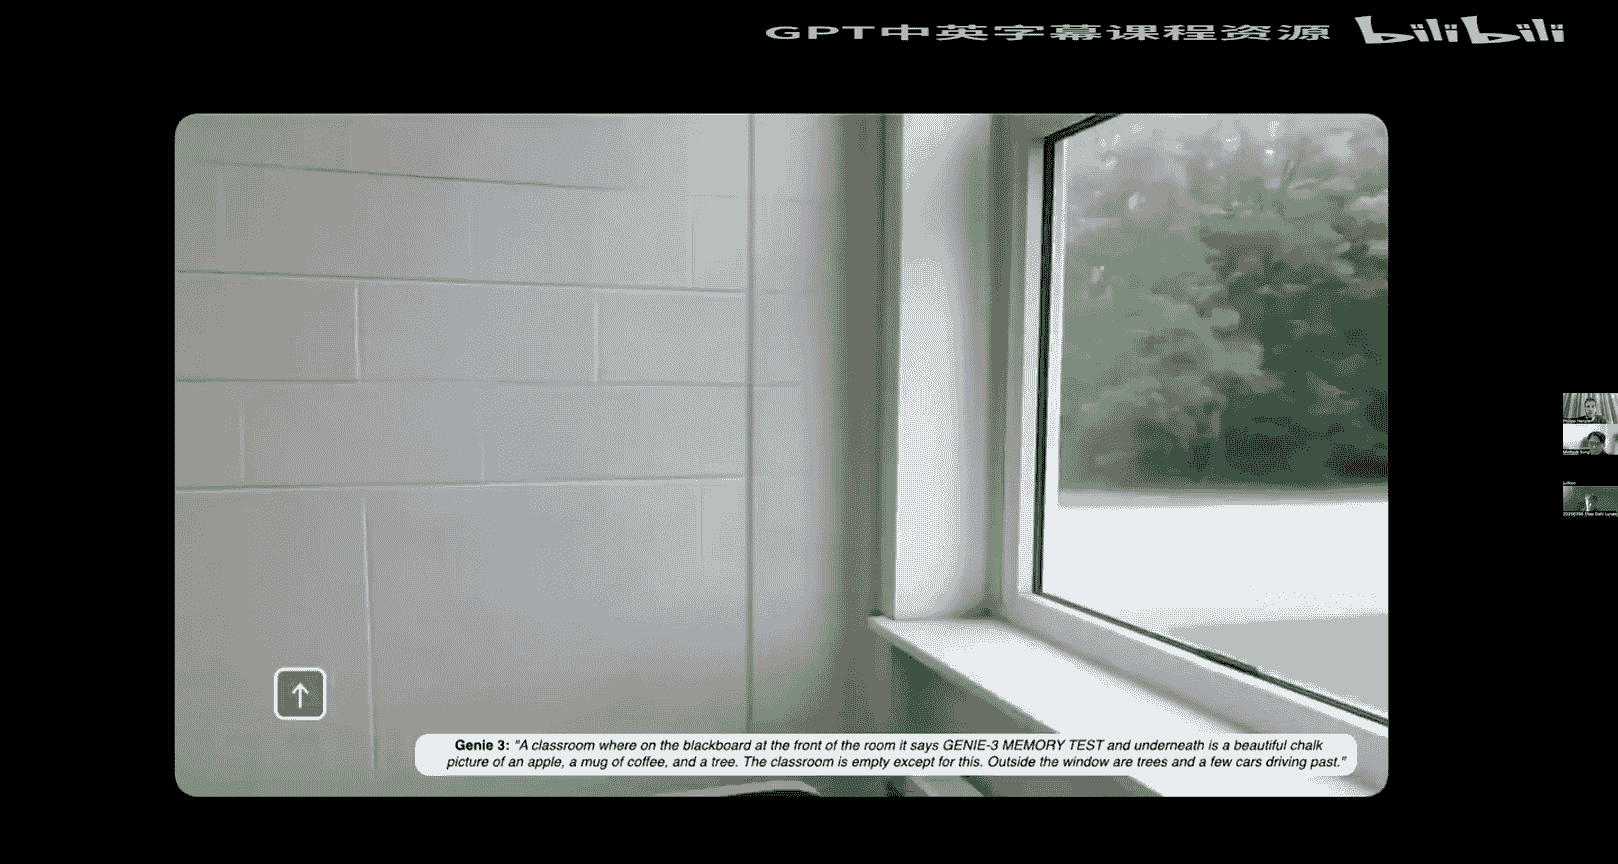 GPT中英字幕课程资源 bilibili
Genie 3: "A classroom where on the blackboard at the front of the room it says GENIE-3 MEMORY TEST and underneath is a beautiful chalk
picture of an apple, a mug of coffee, and a tree. The classroom is empty except for this. Outside the window are trees and a few cars driving past."